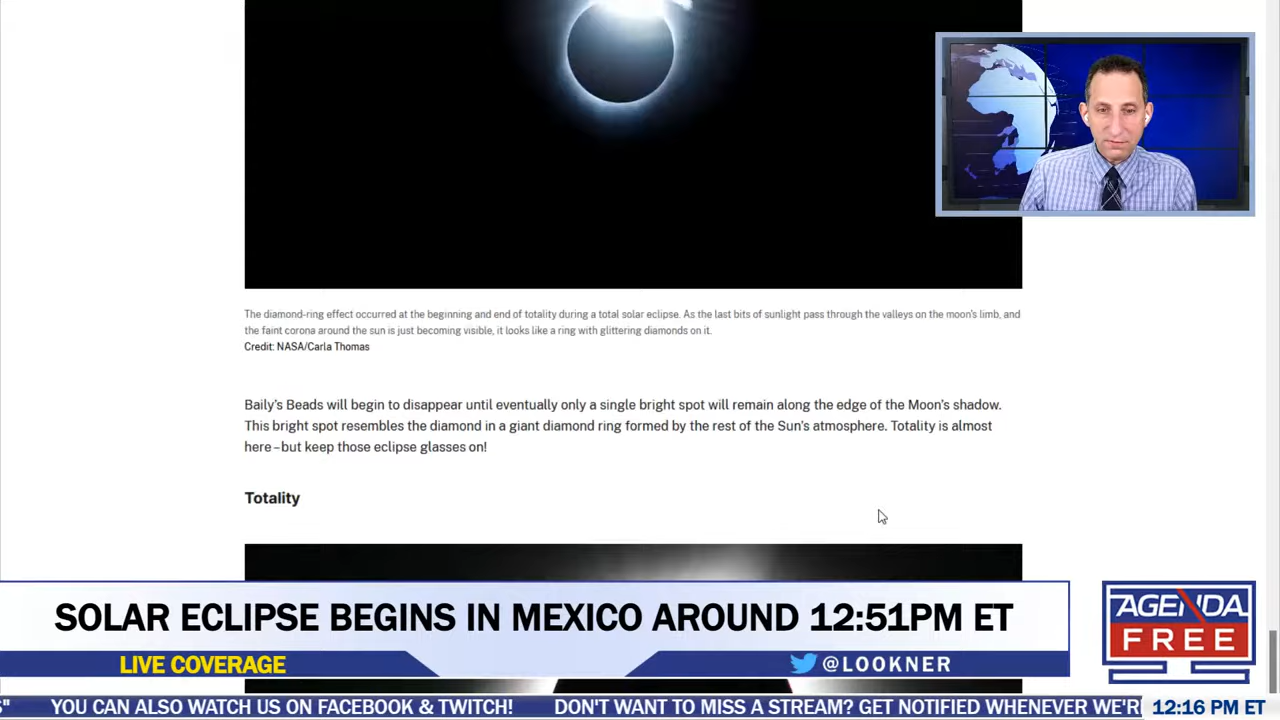 The diamond-ring effect occurred at the beginning and end of totality during a total solar eclipse. As the last bits of sunlight pass through the valleys on the moon's limb, and
the faint corona around the sun is just becoming visible, it looks like a ring with glittering diamonds on it.
Credit: NASA/Carla Thomas
Baily's Beads will begin to disappear until eventually only a single bright spot will remain along the edge of the Moon's shadow.
This bright spot resembles the diamond in a giant diamond ring formed by the rest of the Sun's atmosphere. Totality is almost
here – but keep those eclipse glasses on!
Totality
SOLAR ECLIPSE BEGINS IN MEXICO AROUND 12:51PM ET
LIVE COVERAGE
@LOOKNER
AGENDA
FREE
S" YOU CAN ALSO WATCH US ON FACEBOOK & TWITCH! DON'T WANT TO MISS A STREAM? GET NOTIFIED WHENEVER WE'R
12:16 PM ET